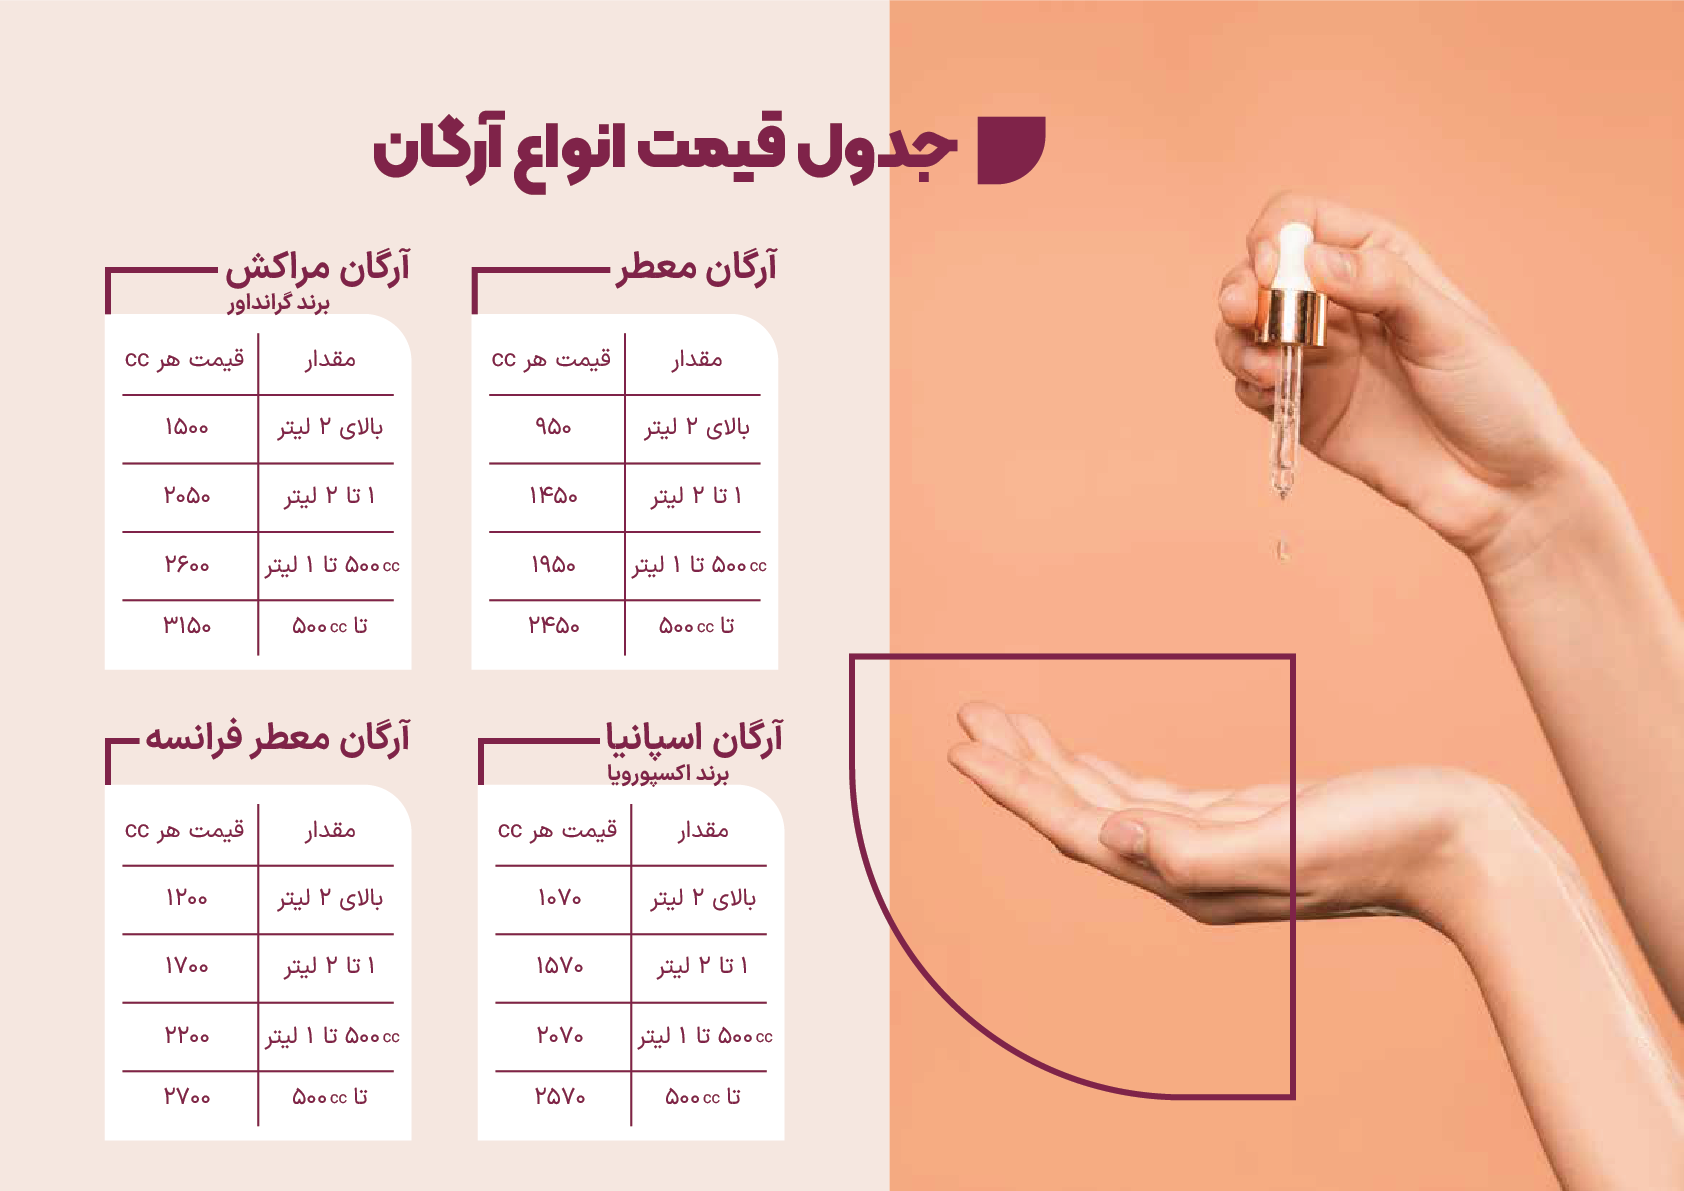 جدول قیمت انواع آرگان
آرگان معطر
مقدار	قیمت هر cc
بالای ۲ لیتر	۹۵۰
۱ تا ۲ لیتر	۱۴۵۰
۵۰۰cc تا ۱ لیتر	۱۹۵۰
تا ۵۰۰cc	۲۴۵۰
آرگان مراکش
برند گرانداور
مقدار	قیمت هر cc
بالای ۲ لیتر	۱۵۰۰
۱ تا ۲ لیتر	۲۰۵۰
۵۰۰cc تا ۱ لیتر	۲۶۰۰
تا ۵۰۰cc	۳۱۵۰
آرگان اسپانیا
برند اکسپورویا
مقدار	قیمت هر cc
بالای ۲ لیتر	۱۰۷۰
۱ تا ۲ لیتر	۱۵۷۰
۵۰۰cc تا ۱ لیتر	۲۰۷۰
تا ۵۰۰cc	۲۵۷۰
آرگان معطر فرانسه
مقدار	قیمت هر cc
بالای ۲ لیتر	۱۲۰۰
۱ تا ۲ لیتر	۱۷۰۰
۵۰۰cc تا ۱ لیتر	۲۲۰۰
تا ۵۰۰cc	۲۷۰۰